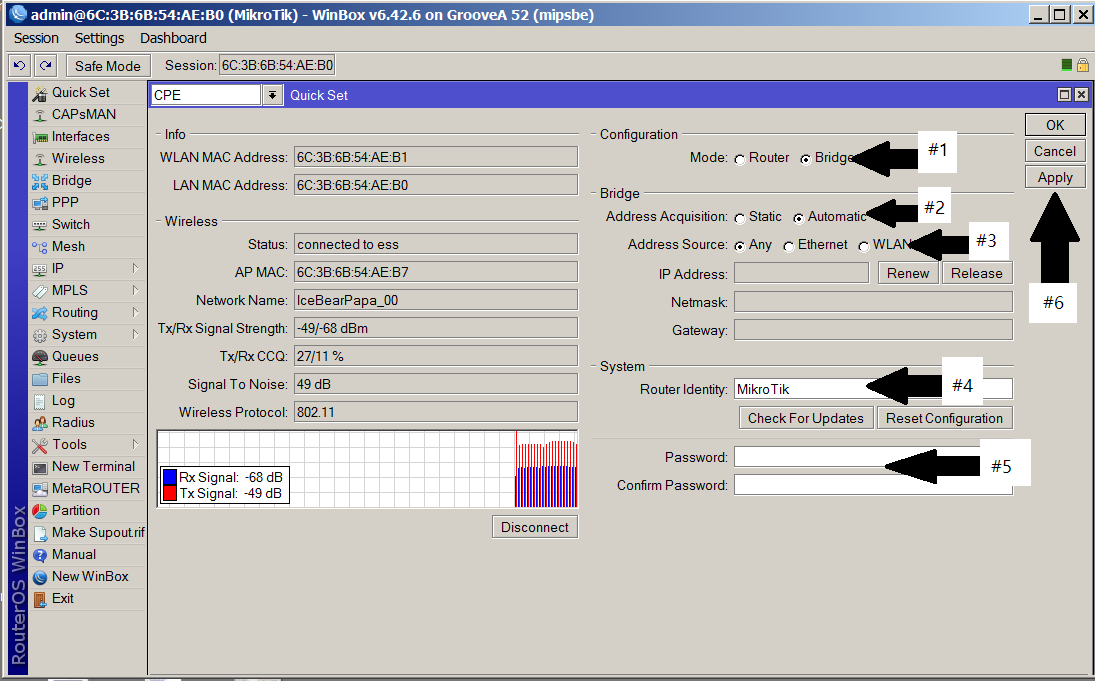 admin@6C:3B:6B:54:AE:B0 (MikroTik) - WinBox v6.42.6 on GrooveA 52 (mipsbe)
Session Settings Dashboard
Safe Mode Session: 6C:3B:6B:54:AE:B0
Quick Set
CAPsMAN
Interfaces
Wireless
Bridge
PPP
Switch
Mesh
IP
MPLS
Routing
System
Queues
Files
Log
Radius
Tools
New Terminal
MetaROUTER
Partition
Make Supout.rif
Manual
New WinBox
Exit
RouterOS WinBox
CPE Quick Set
Info
WLAN MAC Address: 6C:3B:6B:54:AE:B1
LAN MAC Address: 6C:3B:6B:54:AE:B0
Wireless
Status: connected to ess
AP MAC: 6C:3B:6B:54:AE:B7
Network Name: IceBearPapa_00
Tx/Rx Signal Strength: -49/-68 dBm
Tx/Rx CCQ: 27/11 %
Signal To Noise: 49 dB
Wireless Protocol: 802.11
Rx Signal: -68 dB
Tx Signal: -49 dB
Disconnect
Configuration
Mode: Router Bridge #1
Bridge
Address Acquisition: Static Automatic #2
Address Source: Any Ethernet WLAN #3
IP Address: Renew Release
Netmask:
Gateway:
System
Router Identity: MikroTik #4
Check For Updates Reset Configuration
Password:
Confirm Password: #5
OK
Cancel
Apply
#6